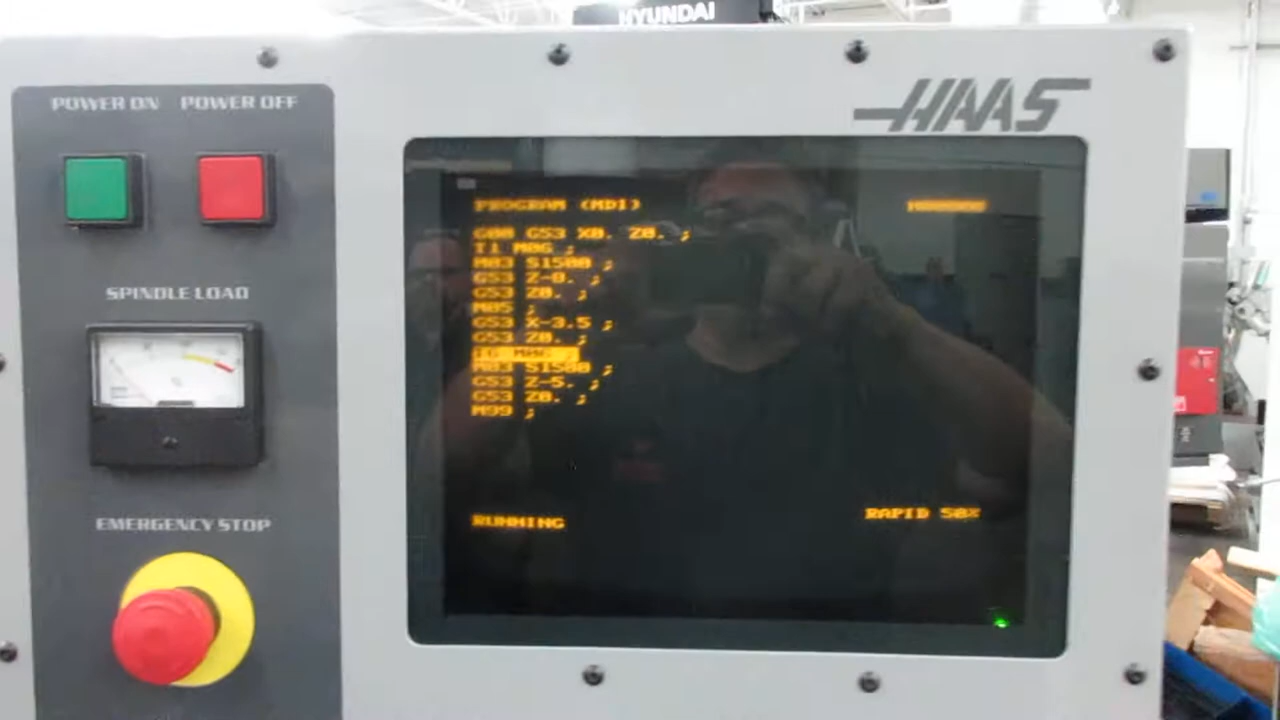 HYUNDAI
HAAS
POWER ON POWER OFF
SPINDLE LOAD
EMERGENCY STOP
PROGRAM (MDI)
G00 G53 X0. Z0. ;
T1 M06 ;
M03 S1500 ;
G53 Z0. ;
M05 ;
G53 X-3.5 ;
G53 Z0. ;
T6 M06 ;
M03 S1500 ;
G53 Z-5. ;
G53 Z0. ;
M99 ;
RUNNING
RAPID 50%